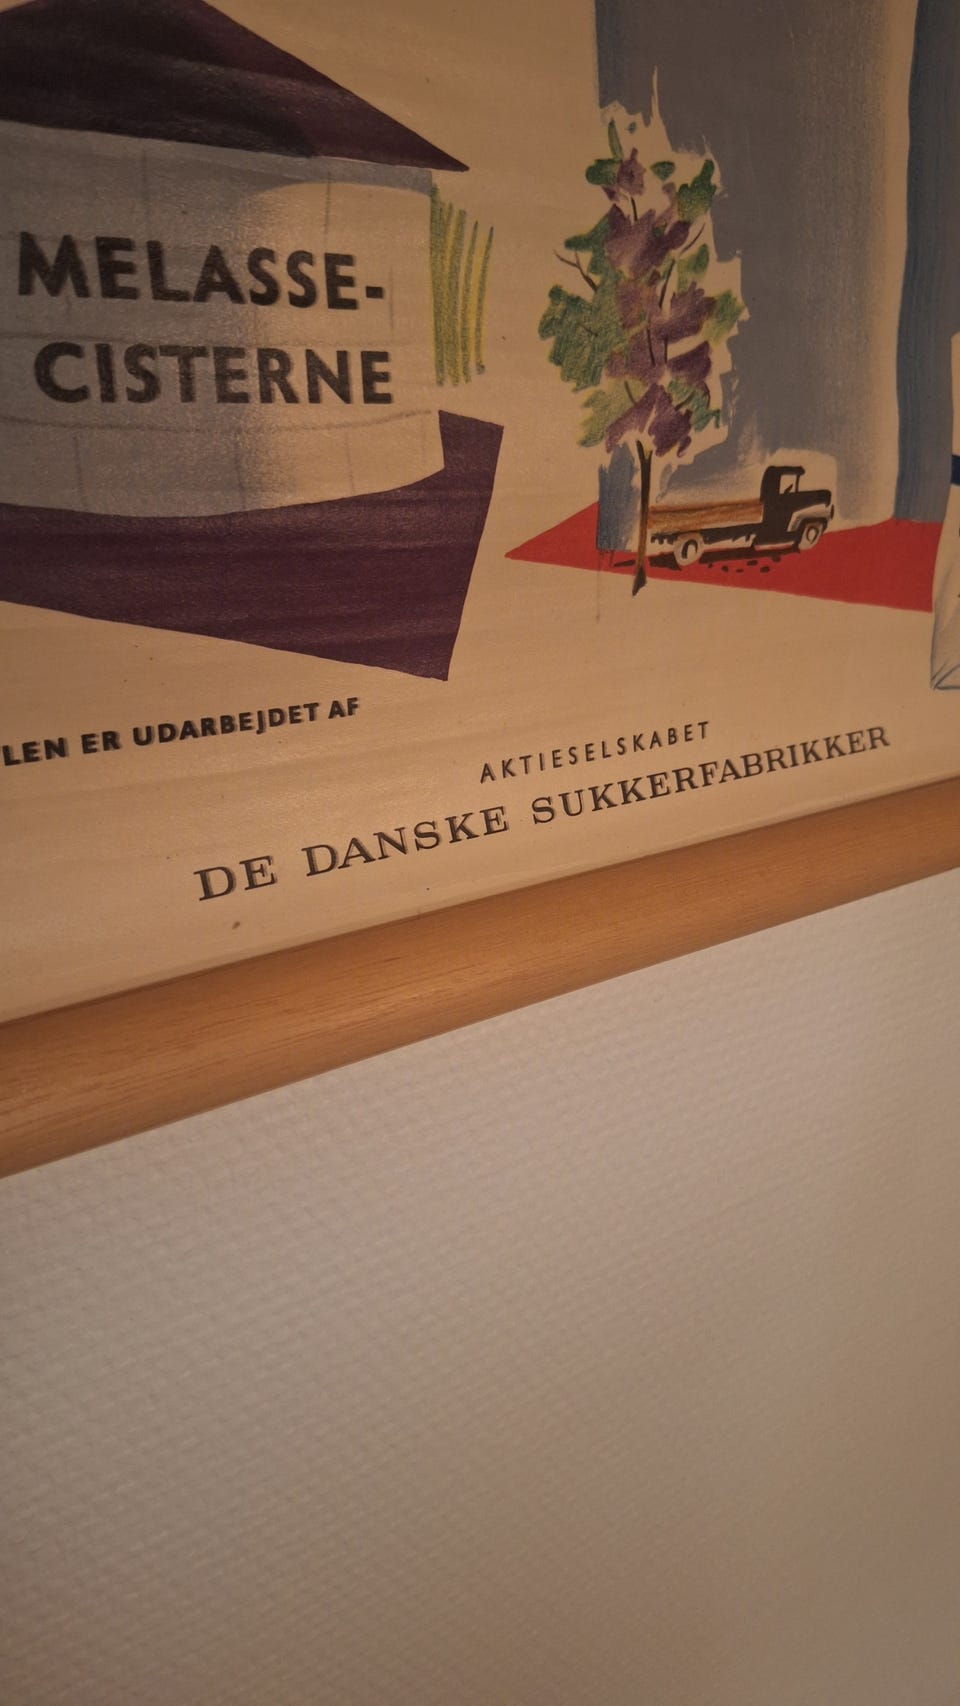 MELASSE-
CISTERNE
LEN ER UDARBEJDET AF
AKTIESELSKABET
DE DANSKE SUKKERFABRIKKER